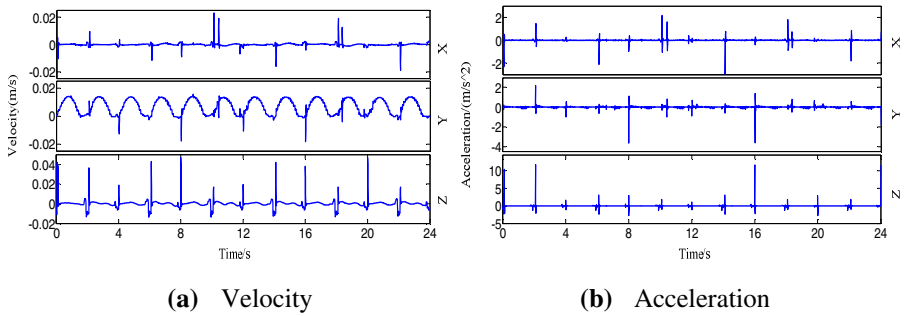 0.02
0
-0.02
X
0.02
0
-0.02
Y
0.04
0.02
0
-0.02
Z
0 4 8 12 16 20 24
Velocity/(m/s)
Time/s
(a) Velocity
2
0
-2
X
2
0
-2
-4
Y
10
5
0
-5
Z
0 4 8 12 16 20 24
Acceleration/(m/s^2)
Time/s
(b) Acceleration